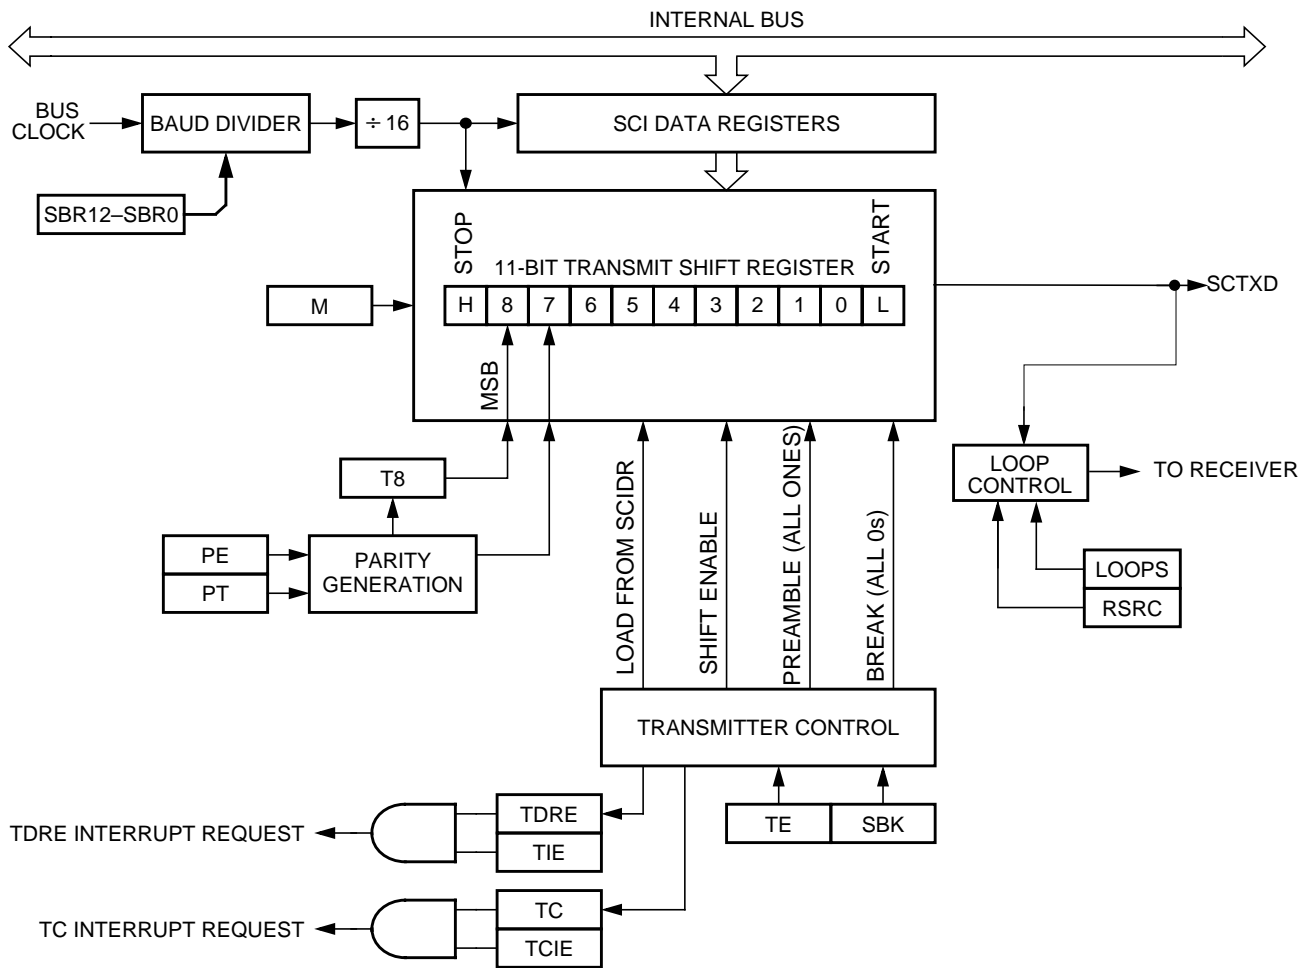 INTERNAL BUS
BUS
CLOCK
BAUD DIVIDER
÷ 16
SCI DATA REGISTERS
SBR12–SBR0
STOP
START
11-BIT TRANSMIT SHIFT REGISTER
H 8 7 6 5 4 3 2 1 0 L
M
SCTXD
MSB
T8
LOOP
CONTROL
TO RECEIVER
PE
PT
PARITY
GENERATION
LOAD FROM SCIDR
SHIFT ENABLE
PREAMBLE (ALL ONES)
BREAK (ALL 0s)
LOOPS
RSRC
TRANSMITTER CONTROL
TDRE INTERRUPT REQUEST
TDRE
TIE
TE
SBK
TC INTERRUPT REQUEST
TC
TCIE